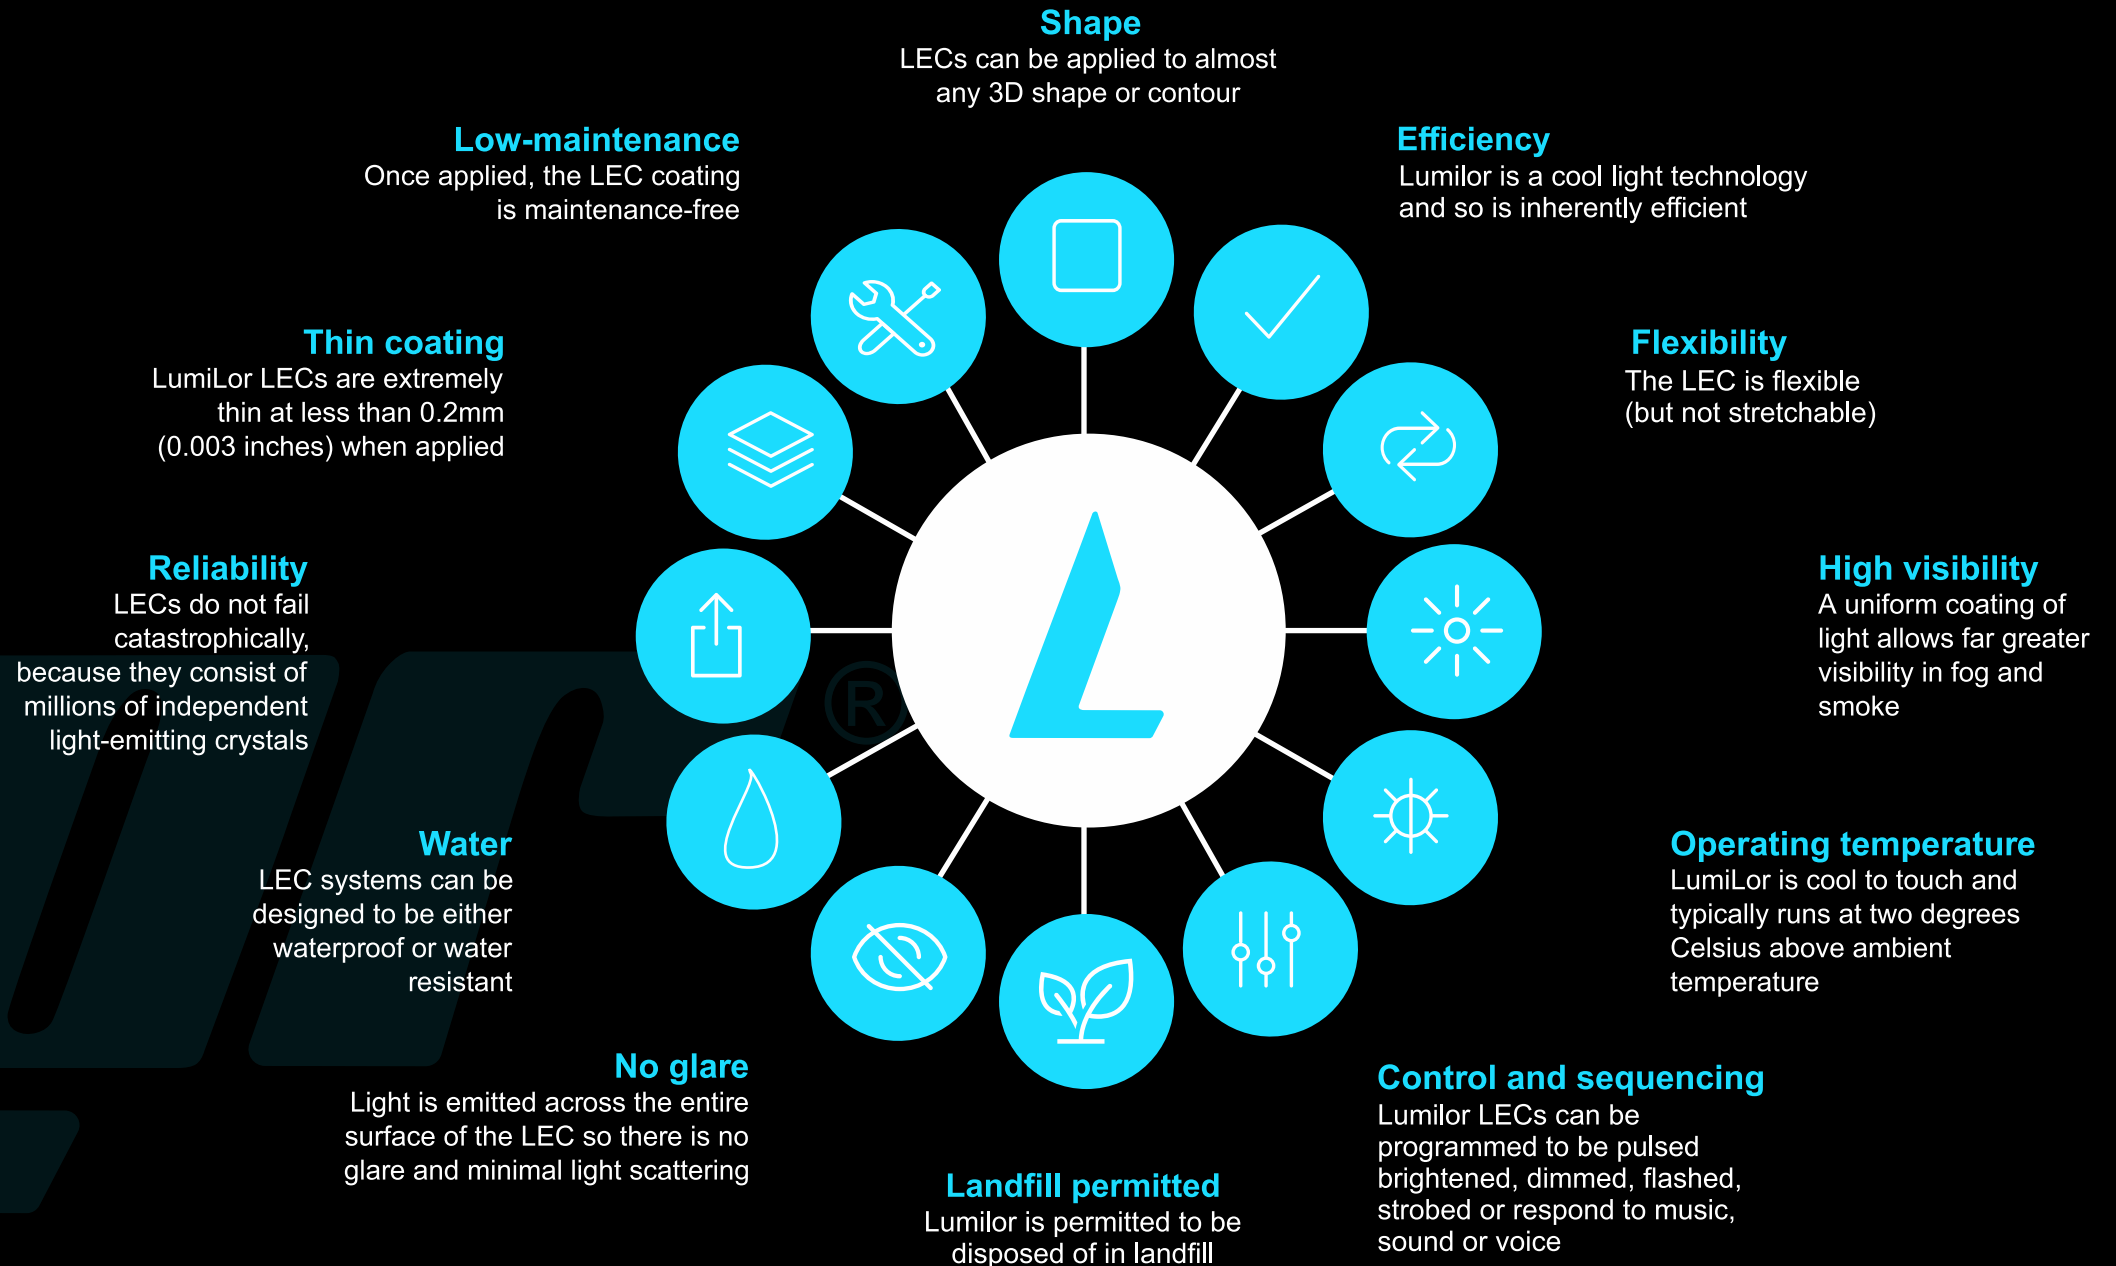 Shape
LECs can be applied to almost
any 3D shape or contour
Efficiency
Lumilor is a cool light technology
and so is inherently efficient
Flexibility
The LEC is flexible
(but not stretchable)
High visibility
A uniform coating of
light allows far greater
visibility in fog and
smoke
Operating temperature
LumiLor is cool to touch and
typically runs at two degrees
Celsius above ambient
temperature
Control and sequencing
Lumilor LECs can be
programmed to be pulsed
brightened, dimmed, flashed,
strobed or respond to music,
sound or voice
Landfill permitted
Lumilor is permitted to be
disposed of in landfill
No glare
Light is emitted across the entire
surface of the LEC so there is no
glare and minimal light scattering
Water
LEC systems can be
designed to be either
waterproof or water
resistant
Reliability
LECs do not fail
catastrophically,
because they consist of
millions of independent
light-emitting crystals
Thin coating
LumiLor LECs are extremely
thin at less than 0.2mm
(0.003 inches) when applied
Low-maintenance
Once applied, the LEC coating
is maintenance-free
L
®